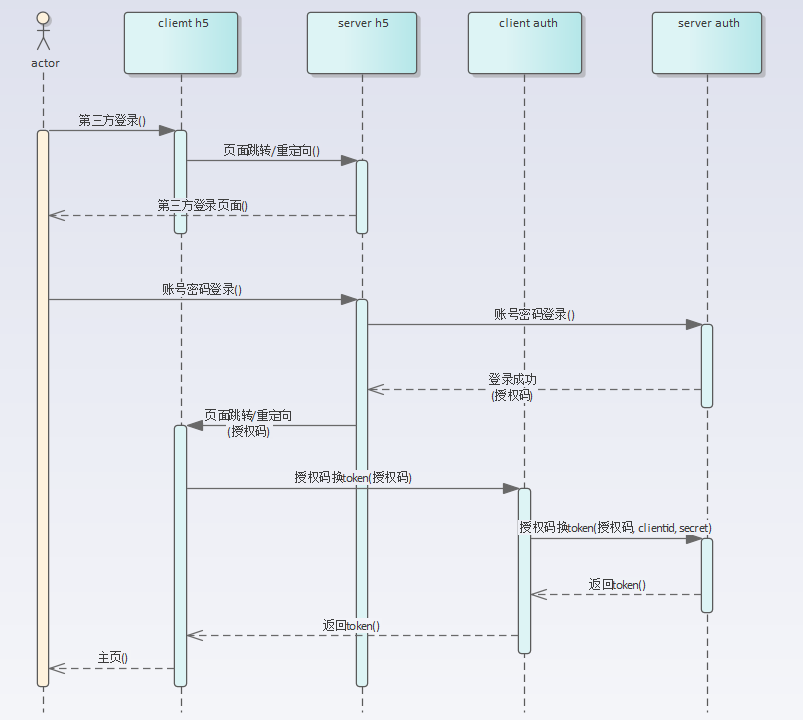 cliemt h5
server h5
client auth
server auth
actor
第三方登录()
页面跳转/重定向()
第三方登录页面()
账号密码登录()
账号密码登录()
登录成功
(授权码)
页面跳转/重定向
(授权码)
授权码换token(授权码)
授权码换token(授权码, clientid, secret)
返回token()
返回token()
主页()